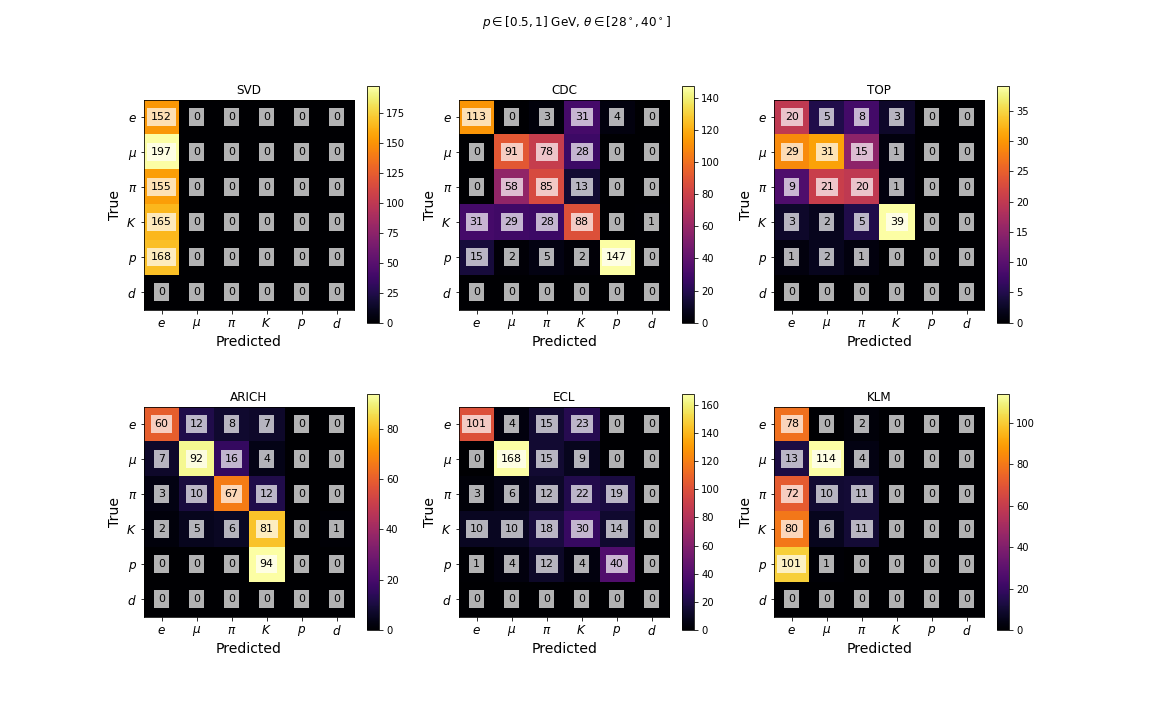 p ∈ [0.5, 1] GeV, θ ∈ [28°, 40°]
SVD
True
e 152 0 0 0 0 0
μ 197 0 0 0 0 0
π 155 0 0 0 0 0
K 165 0 0 0 0 0
p 168 0 0 0 0 0
d 0 0 0 0 0 0
e μ π K p d
Predicted
175
150
125
100
75
50
25
0
CDC
True
e 113 0 3 31 4 0
μ 0 91 78 28 0 0
π 0 58 85 13 0 0
K 31 29 28 88 0 1
p 15 2 5 2 147 0
d 0 0 0 0 0 0
e μ π K p d
Predicted
140
120
100
80
60
40
20
0
TOP
True
e 20 5 8 3 0 0
μ 29 31 15 1 0 0
π 9 21 20 1 0 0
K 3 2 5 39 0 0
p 1 2 1 0 0 0
d 0 0 0 0 0 0
e μ π K p d
Predicted
35
30
25
20
15
10
5
0
ARICH
True
e 60 12 8 7 0 0
μ 7 92 16 4 0 0
π 3 10 67 12 0 0
K 2 5 6 81 0 1
p 0 0 0 94 0 0
d 0 0 0 0 0 0
e μ π K p d
Predicted
80
60
40
20
0
ECL
True
e 101 4 15 23 0 0
μ 0 168 15 9 0 0
π 3 6 12 22 19 0
K 10 10 18 30 14 0
p 1 4 12 4 40 0
d 0 0 0 0 0 0
e μ π K p d
Predicted
160
140
120
100
80
60
40
20
0
KLM
True
e 78 0 2 0 0 0
μ 13 114 4 0 0 0
π 72 10 11 0 0 0
K 80 6 11 0 0 0
p 101 1 0 0 0 0
d 0 0 0 0 0 0
e μ π K p d
Predicted
100
80
60
40
20
0